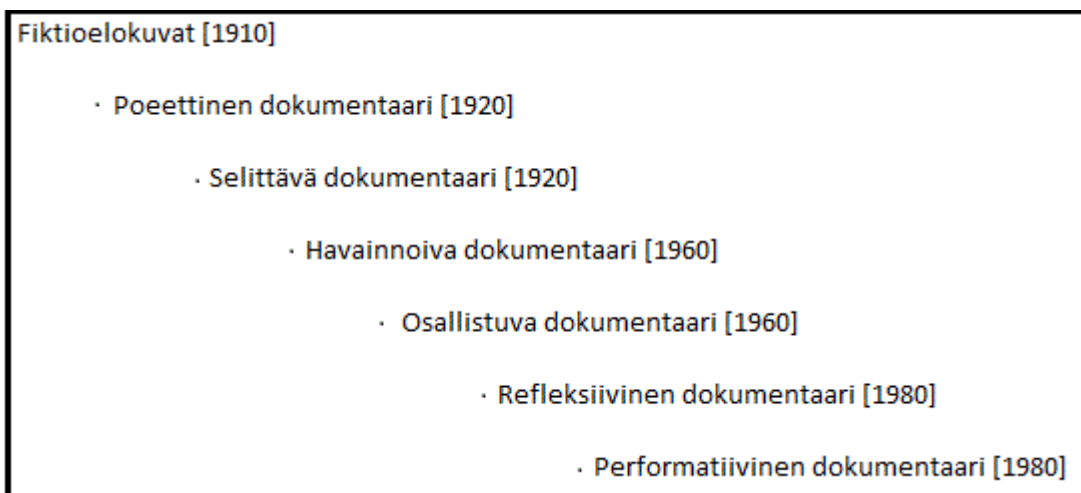 Fiktioelokuvat [1910]
· Poeettinen dokumentaari [1920]
· Selittävä dokumentaari [1920]
· Havainnoiva dokumentaari [1960]
· Osallistuva dokumentaari [1960]
· Refleksiivinen dokumentaari [1980]
· Performatiivinen dokumentaari [1980]